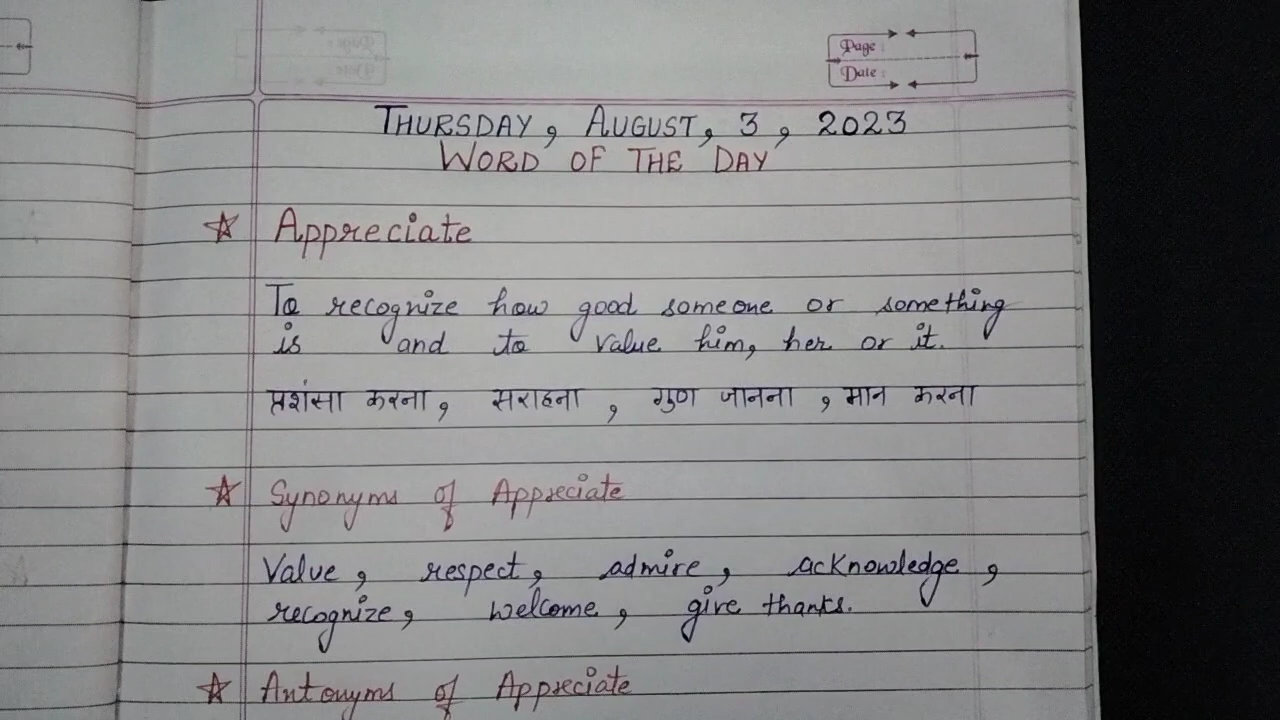 Page :
Date :
THURSDAY, AUGUST, 3, 2023
WORD OF THE DAY
☆ Appreciate
To recognize how good someone or something
is and to value him, her or it.
प्रशंसा करना, सराहना, गुण जानना, मान करना
☆ Synonyms of Appreciate
Value, respect, admire, acknowledge,
recognize, welcome, give thanks.
☆ Antonyms of Appreciate